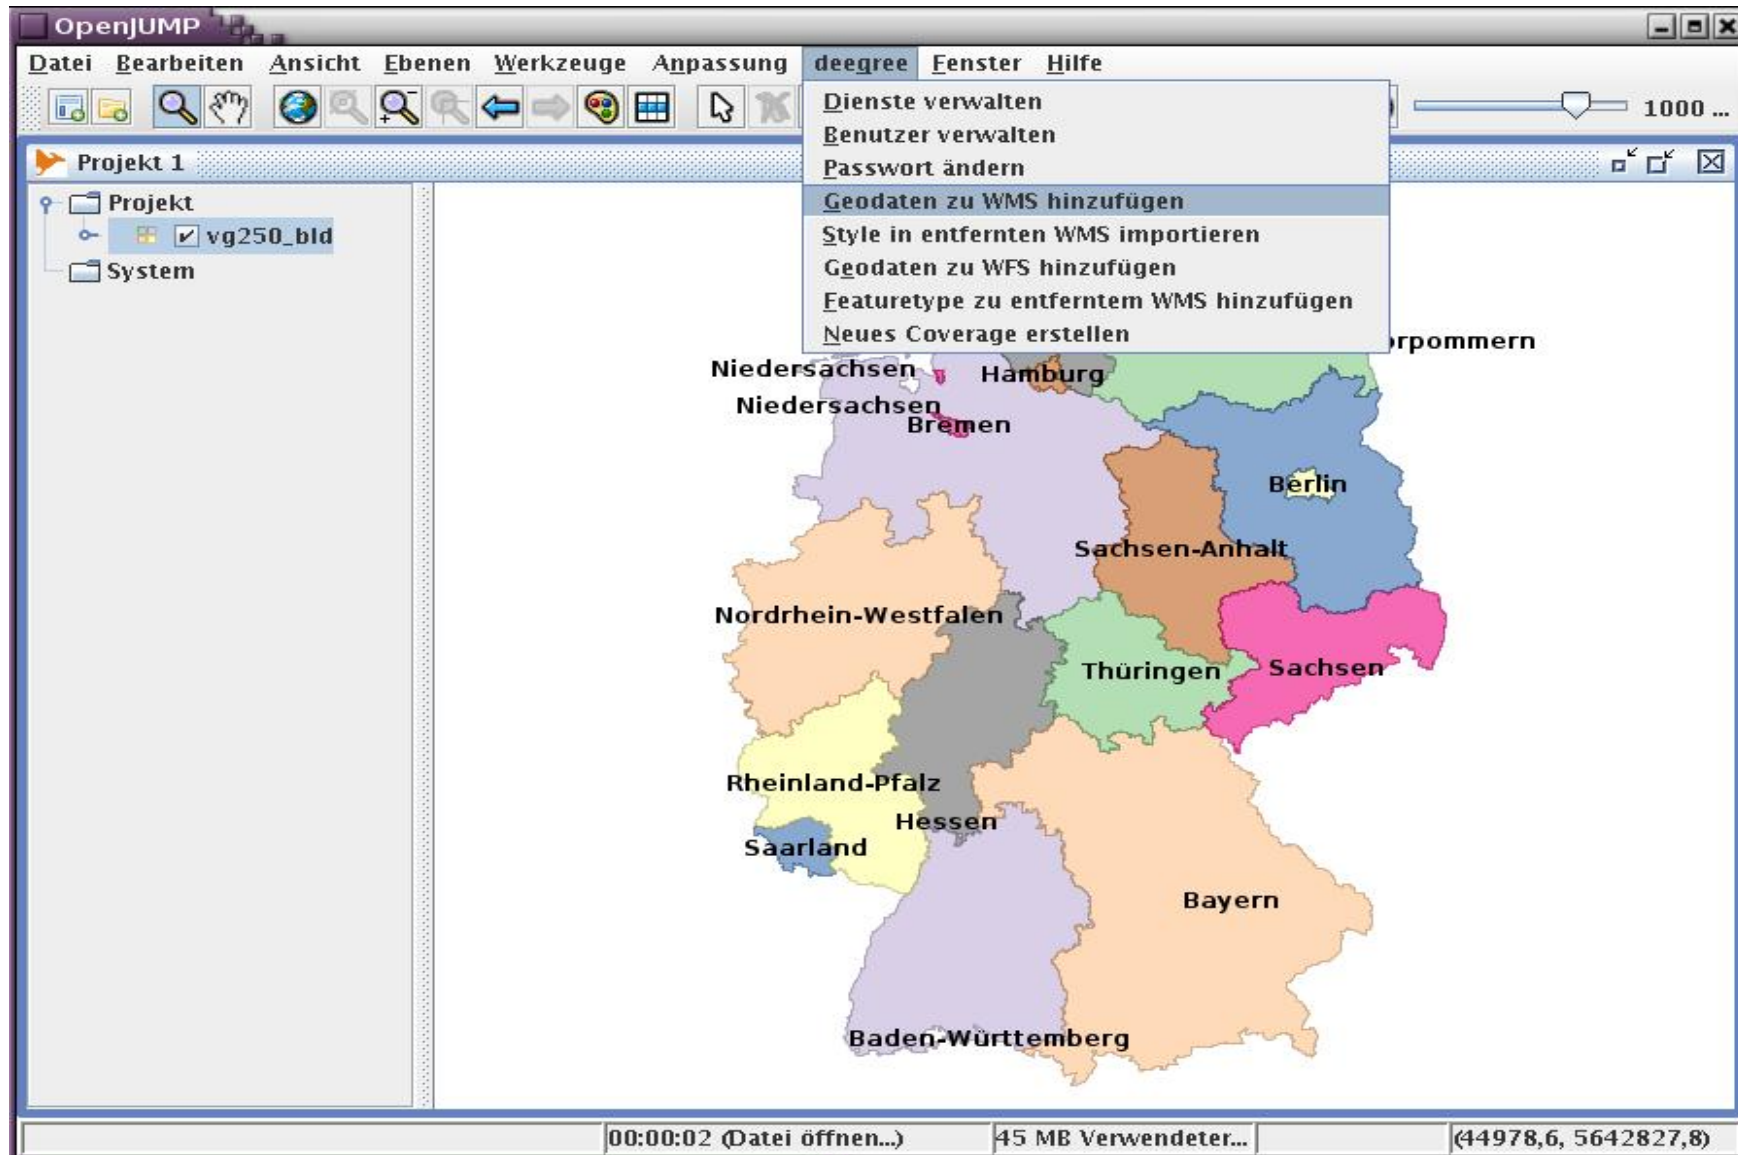 OpenJUMP
Datei Bearbeiten Ansicht Ebenen Werkzeuge Anpassung deegree Fenster Hilfe
1000 ...
Dienste verwalten
Benutzer verwalten
Passwort ändern
Geodaten zu WMS hinzufügen
Style in entfernten WMS importieren
Geodaten zu WFS hinzufügen
Featuretype zu entferntem WMS hinzufügen
Neues Coverage erstellen
Projekt 1
Projekt
vg250_bld
System
rpommern
Niedersachsen
Hamburg
Niedersachsen
Bremen
Berlin
Sachsen-Anhalt
Nordrhein-Westfalen
Thüringen
Sachsen
Rheinland-Pfalz
Hessen
Saarland
Bayern
Baden-Württemberg
00:00:02 (Datei öffnen...)
45 MB Verwendeter...
(44978,6, 5642827,8)